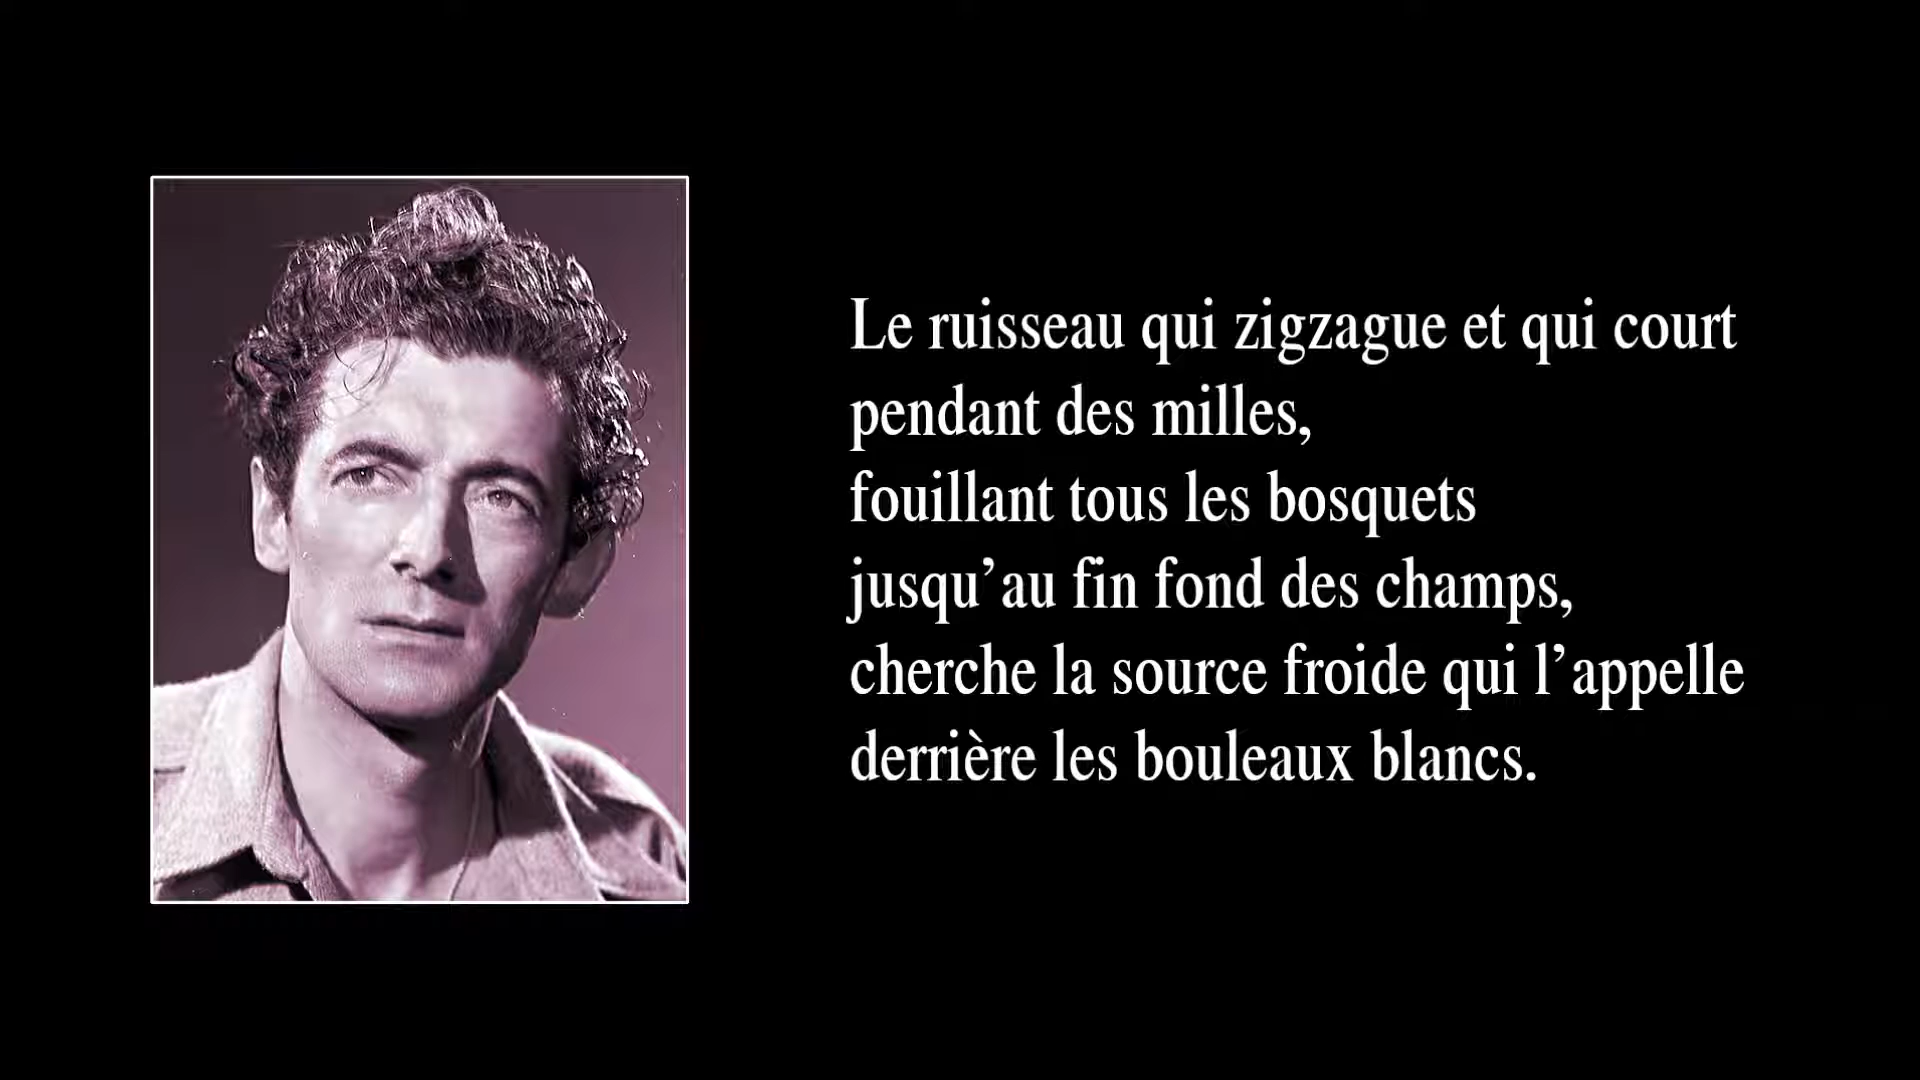 Le ruisseau qui zigzague et qui court
pendant des milles,
fouillant tous les bosquets
jusqu’au fin fond des champs,
cherche la source froide qui l’appelle
derrière les bouleaux blancs.